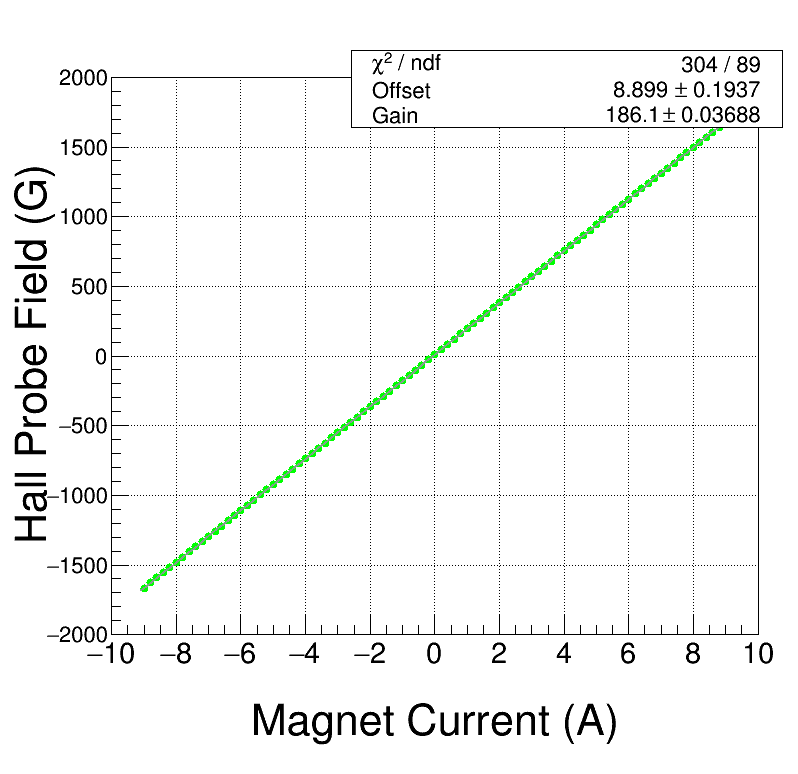 χ² / ndf 304 / 89
Offset 8.899 ± 0.1937
Gain 186.1 ± 0.03688
2000
1500
1000
500
0
−500
−1000
−1500
−2000
Hall Probe Field (G)
−10 −8 −6 −4 −2 0 2 4 6 8 10
Magnet Current (A)